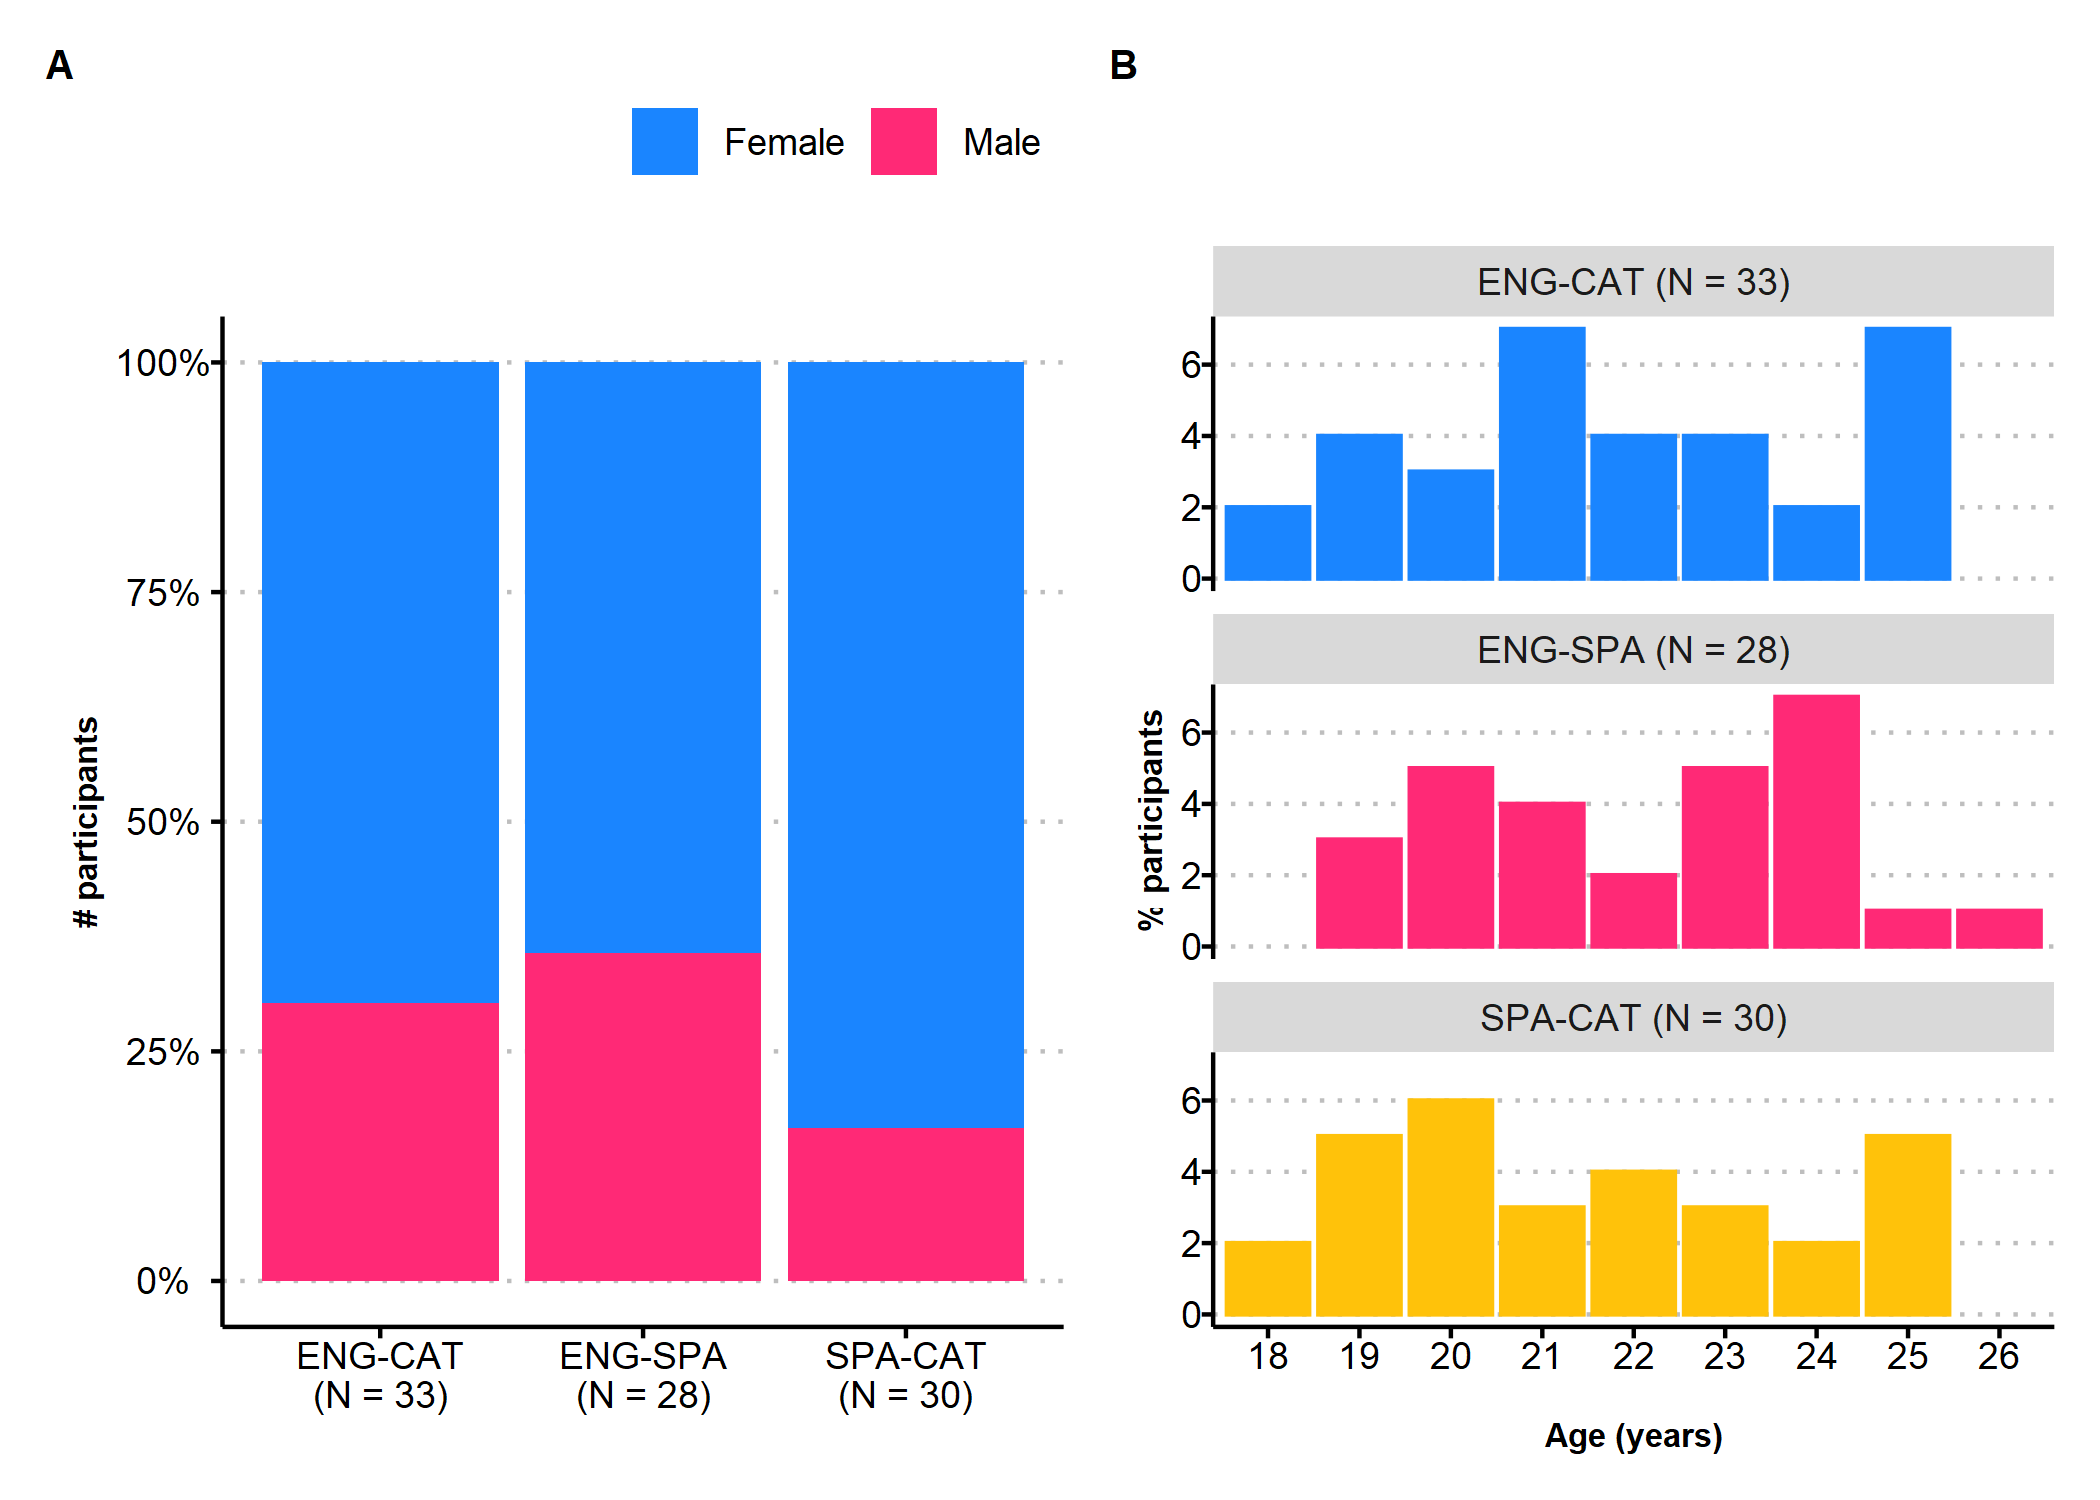 A
Female Male
100%
75%
50%
25%
0%
# participants
ENG-CAT
(N = 33)
ENG-SPA
(N = 28)
SPA-CAT
(N = 30)
B
ENG-CAT (N = 33)
6
4
2
0
ENG-SPA (N = 28)
6
4
2
0
SPA-CAT (N = 30)
6
4
2
0
% participants
18 19 20 21 22 23 24 25 26
Age (years)